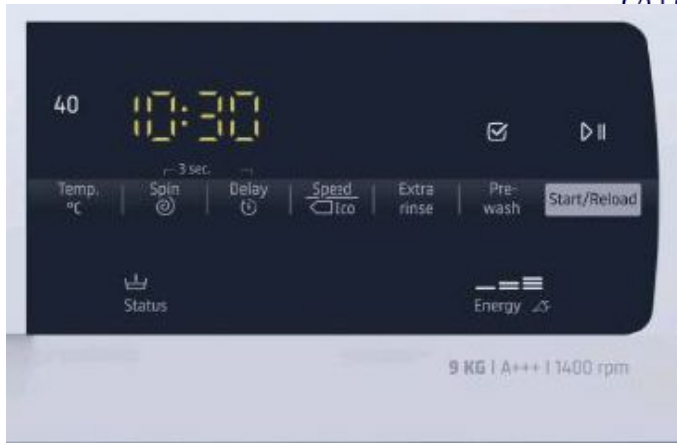 40
10:30
3 sec.
Temp. °C
Spin
Delay
Speed
Eco
Extra rinse
Pre-wash
Start/Reload
Status
Energy
9 KG | A+++ | 1400 rpm